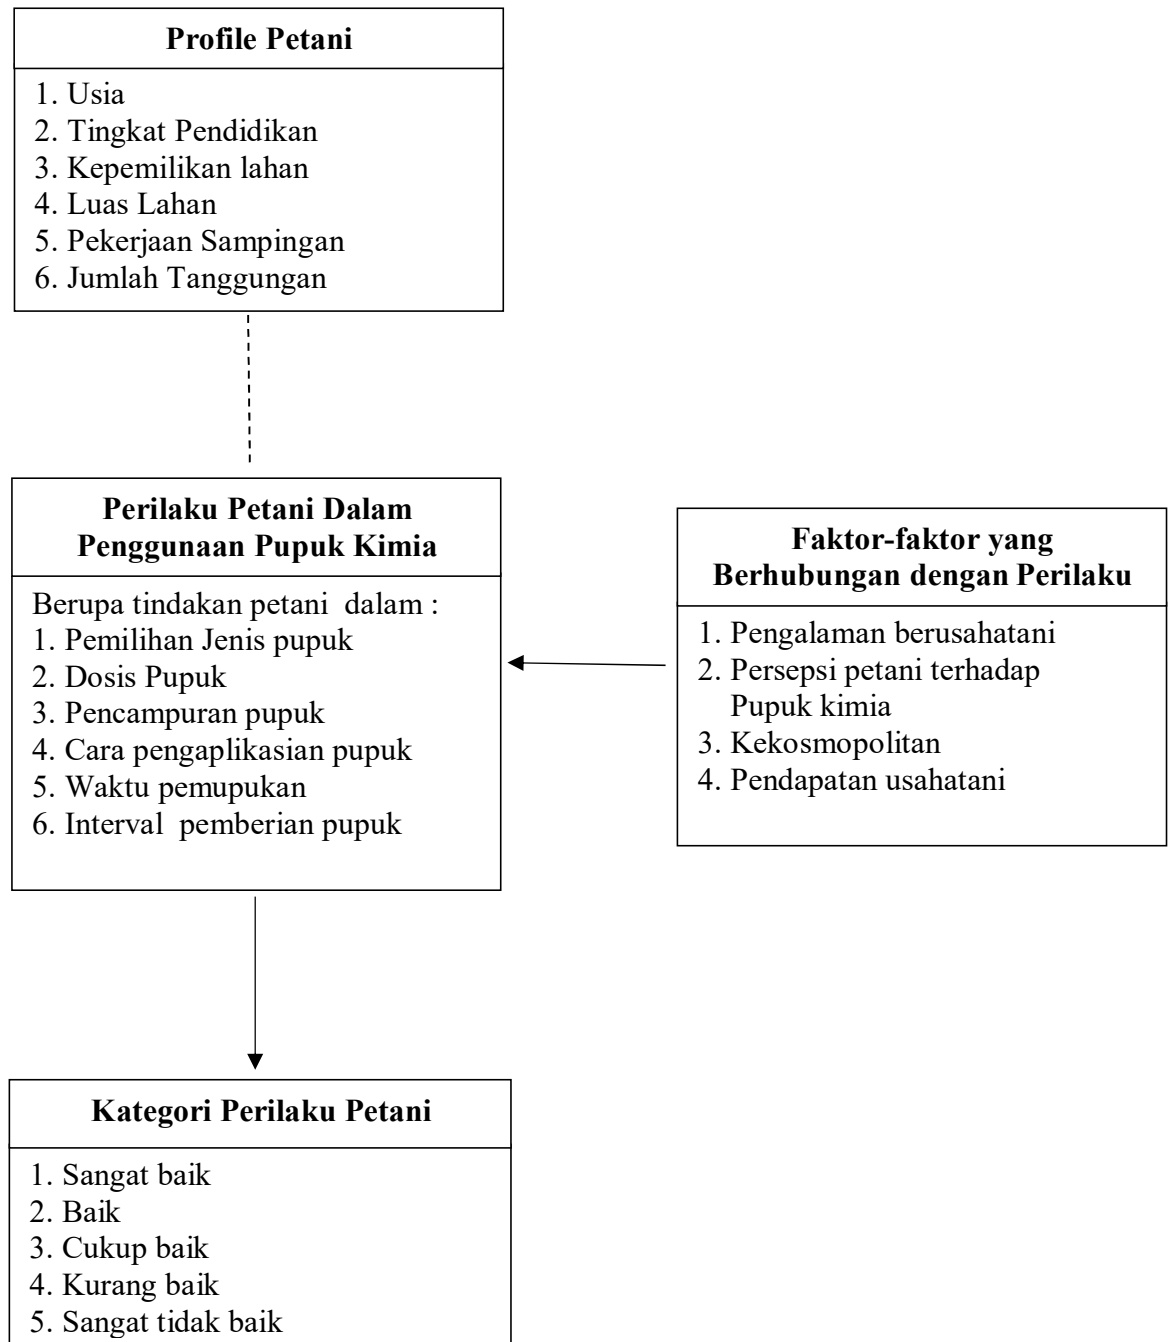 Profile Petani
1. Usia
2. Tingkat Pendidikan
3. Kepemilikan lahan
4. Luas Lahan
5. Pekerjaan Sampingan
6. Jumlah Tanggungan
Perilaku Petani Dalam
Penggunaan Pupuk Kimia
Berupa tindakan petani  dalam :
1. Pemilihan Jenis pupuk
2. Dosis Pupuk
3. Pencampuran pupuk
4. Cara pengaplikasian pupuk
5. Waktu pemupukan
6. Interval  pemberian pupuk
Faktor-faktor yang
Berhubungan dengan Perilaku
1. Pengalaman berusahatani
2. Persepsi petani terhadap
Pupuk kimia
3. Kekosmopolitan
4. Pendapatan usahatani
Kategori Perilaku Petani
1. Sangat baik
2. Baik
3. Cukup baik
4. Kurang baik
5. Sangat tidak baik